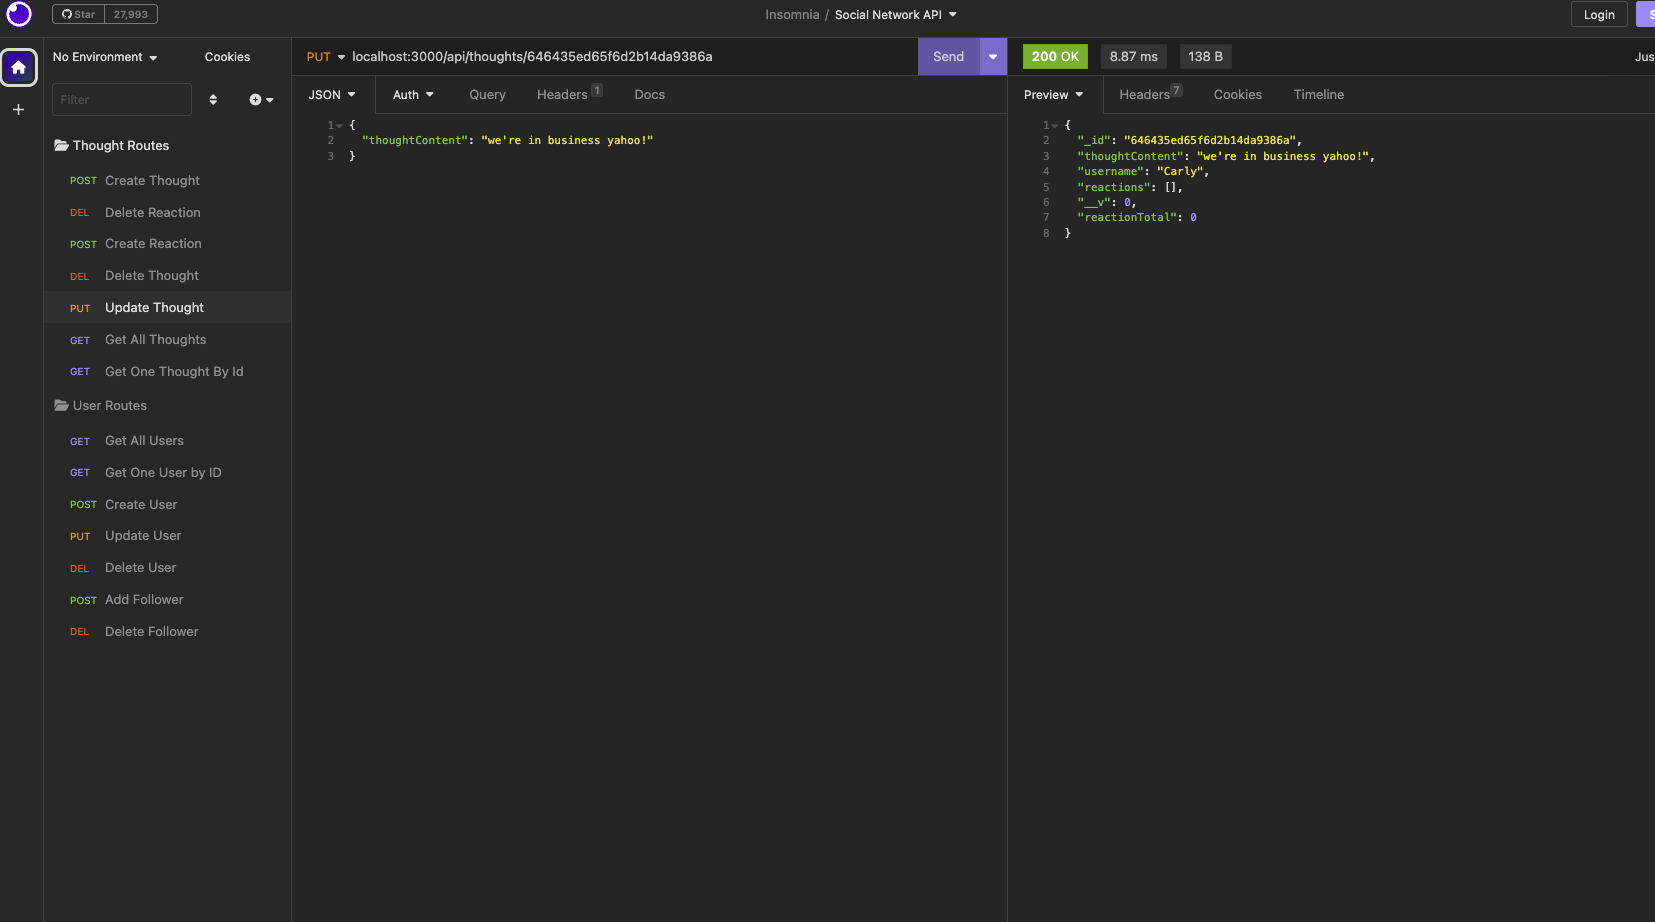 Star 27,993
Insomnia / Social Network API
Login
No Environment
Cookies
PUT localhost:3000/api/thoughts/646435ed65f6d2b14da9386a
Send
200 OK 8.87 ms 138 B
Filter
JSON Auth Query Headers 1 Docs
Preview Headers 7 Cookies Timeline
Thought Routes
POST Create Thought
DEL Delete Reaction
POST Create Reaction
DEL Delete Thought
PUT Update Thought
GET Get All Thoughts
GET Get One Thought By Id
User Routes
GET Get All Users
GET Get One User by ID
POST Create User
PUT Update User
DEL Delete User
POST Add Follower
DEL Delete Follower
1 {
2 "thoughtContent": "we're in business yahoo!"
3 }
1 {
2 "_id": "646435ed65f6d2b14da9386a",
3 "thoughtContent": "we're in business yahoo!",
4 "username": "Carly",
5 "reactions": [],
6 "__v": 0,
7 "reactionTotal": 0
8 }